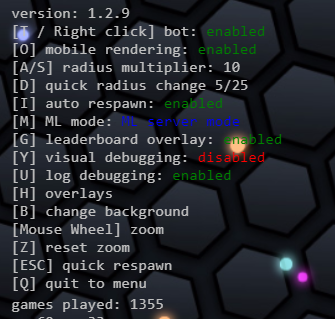 version: 1.2.9
[T / Right click] bot: enabled
[O] mobile rendering: enabled
[A/S] radius multiplier: 10
[D] quick radius change 5/25
[I] auto respawn: enabled
[M] ML mode: ML server mode
[G] leaderboard overlay: enabled
[Y] visual debugging: disabled
[U] log debugging: enabled
[H] overlays
[B] change background
[Mouse Wheel] zoom
[Z] reset zoom
[ESC] quick respawn
[Q] quit to menu
games played: 1355